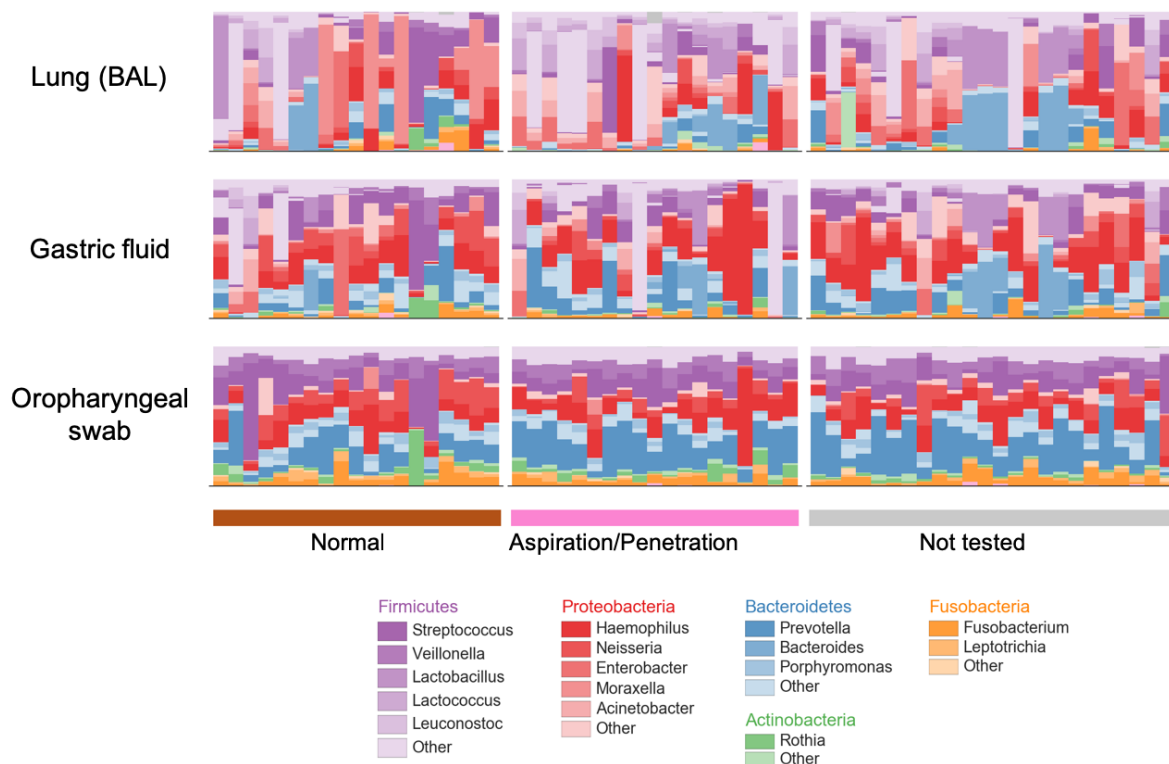 Lung (BAL)
Gastric fluid
Oropharyngeal
swab
Normal
Aspiration/Penetration
Not tested
Firmicutes
Streptococcus
Veillonella
Lactobacillus
Lactococcus
Leuconostoc
Other
Proteobacteria
Haemophilus
Neisseria
Enterobacter
Moraxella
Acinetobacter
Other
Bacteroidetes
Prevotella
Bacteroides
Porphyromonas
Other
Actinobacteria
Rothia
Other
Fusobacteria
Fusobacterium
Leptotrichia
Other